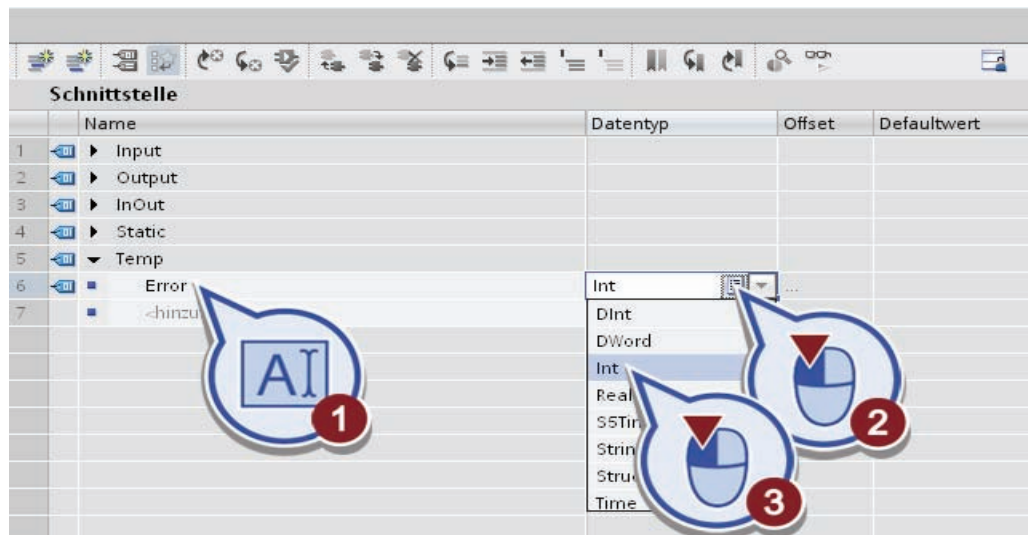 Schnittstelle
Name Datentyp Offset Defaultwert
1 Input
2 Output
3 InOut
4 Static
5 Temp
6 Error Int ...
7
DInt
DWord
Int
Real
Time
A
1
2
3